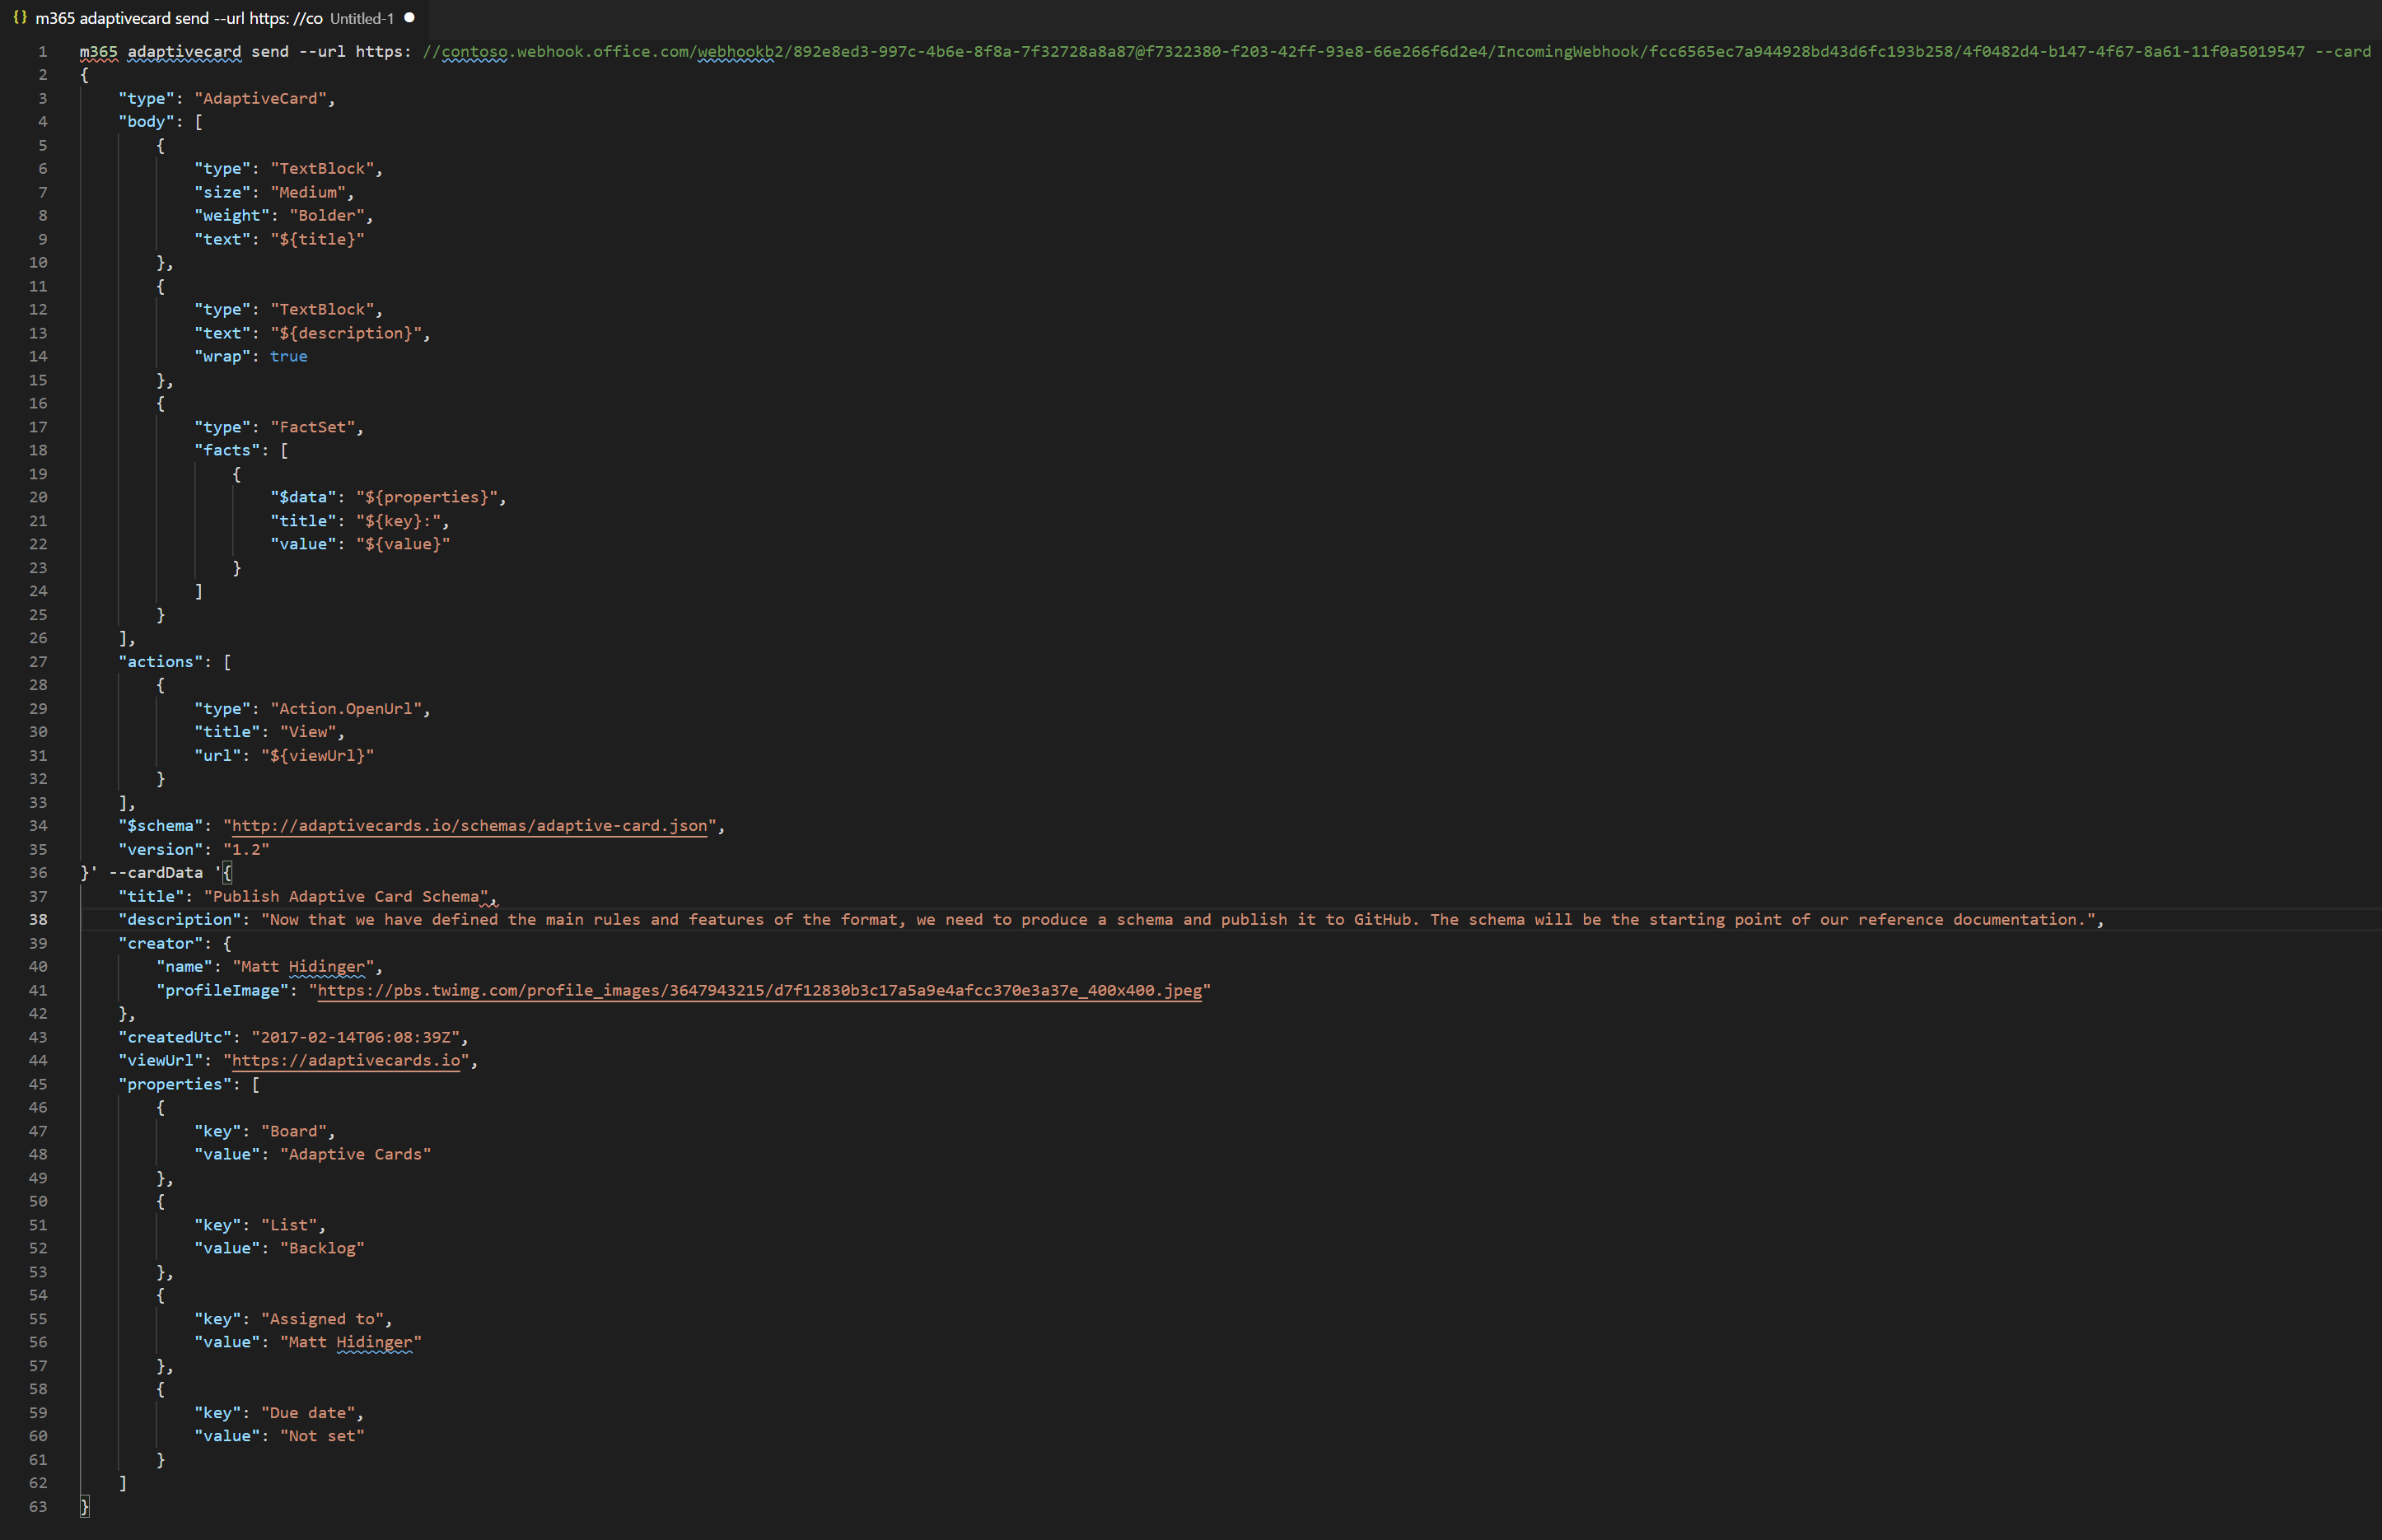 {} m365 adaptivecard send --url https: //co Untitled-1 ●
1 m365 adaptivecard send --url https: //contoso.webhook.office.com/webhookb2/892e8ed3-997c-4b6e-8f8a-7f32728a8a87@f7322380-f203-42ff-93e8-66e266f6d2e4/IncomingWebhook/fcc6565ec7a944928bd43d6fc193b258/4f0482d4-b147-4f67-8a61-11f0a5019547 --card
2 {
3     "type": "AdaptiveCard",
4     "body": [
5         {
6             "type": "TextBlock",
7             "size": "Medium",
8             "weight": "Bolder",
9             "text": "${title}"
10         },
11         {
12             "type": "TextBlock",
13             "text": "${description}",
14             "wrap": true
15         },
16         {
17             "type": "FactSet",
18             "facts": [
19                 {
20                     "$data": "${properties}",
21                     "title": "${key}:",
22                     "value": "${value}"
23                 }
24             ]
25         }
26     ],
27     "actions": [
28         {
29             "type": "Action.OpenUrl",
30             "title": "View",
31             "url": "${viewUrl}"
32         }
33     ],
34     "$schema": "http://adaptivecards.io/schemas/adaptive-card.json",
35     "version": "1.2"
36 }' --cardData '{
37     "title": "Publish Adaptive Card Schema",
38     "description": "Now that we have defined the main rules and features of the format, we need to produce a schema and publish it to GitHub. The schema will be the starting point of our reference documentation.",
39     "creator": {
40         "name": "Matt Hidinger",
41         "profileImage": "https://pbs.twimg.com/profile_images/3647943215/d7f12830b3c17a5a9e4afcc370e3a37e_400x400.jpeg"
42     },
43     "createdUtc": "2017-02-14T06:08:39Z",
44     "viewUrl": "https://adaptivecards.io",
45     "properties": [
46         {
47             "key": "Board",
48             "value": "Adaptive Cards"
49         },
50         {
51             "key": "List",
52             "value": "Backlog"
53         },
54         {
55             "key": "Assigned to",
56             "value": "Matt Hidinger"
57         },
58         {
59             "key": "Due date",
60             "value": "Not set"
61         }
62     ]
63 }